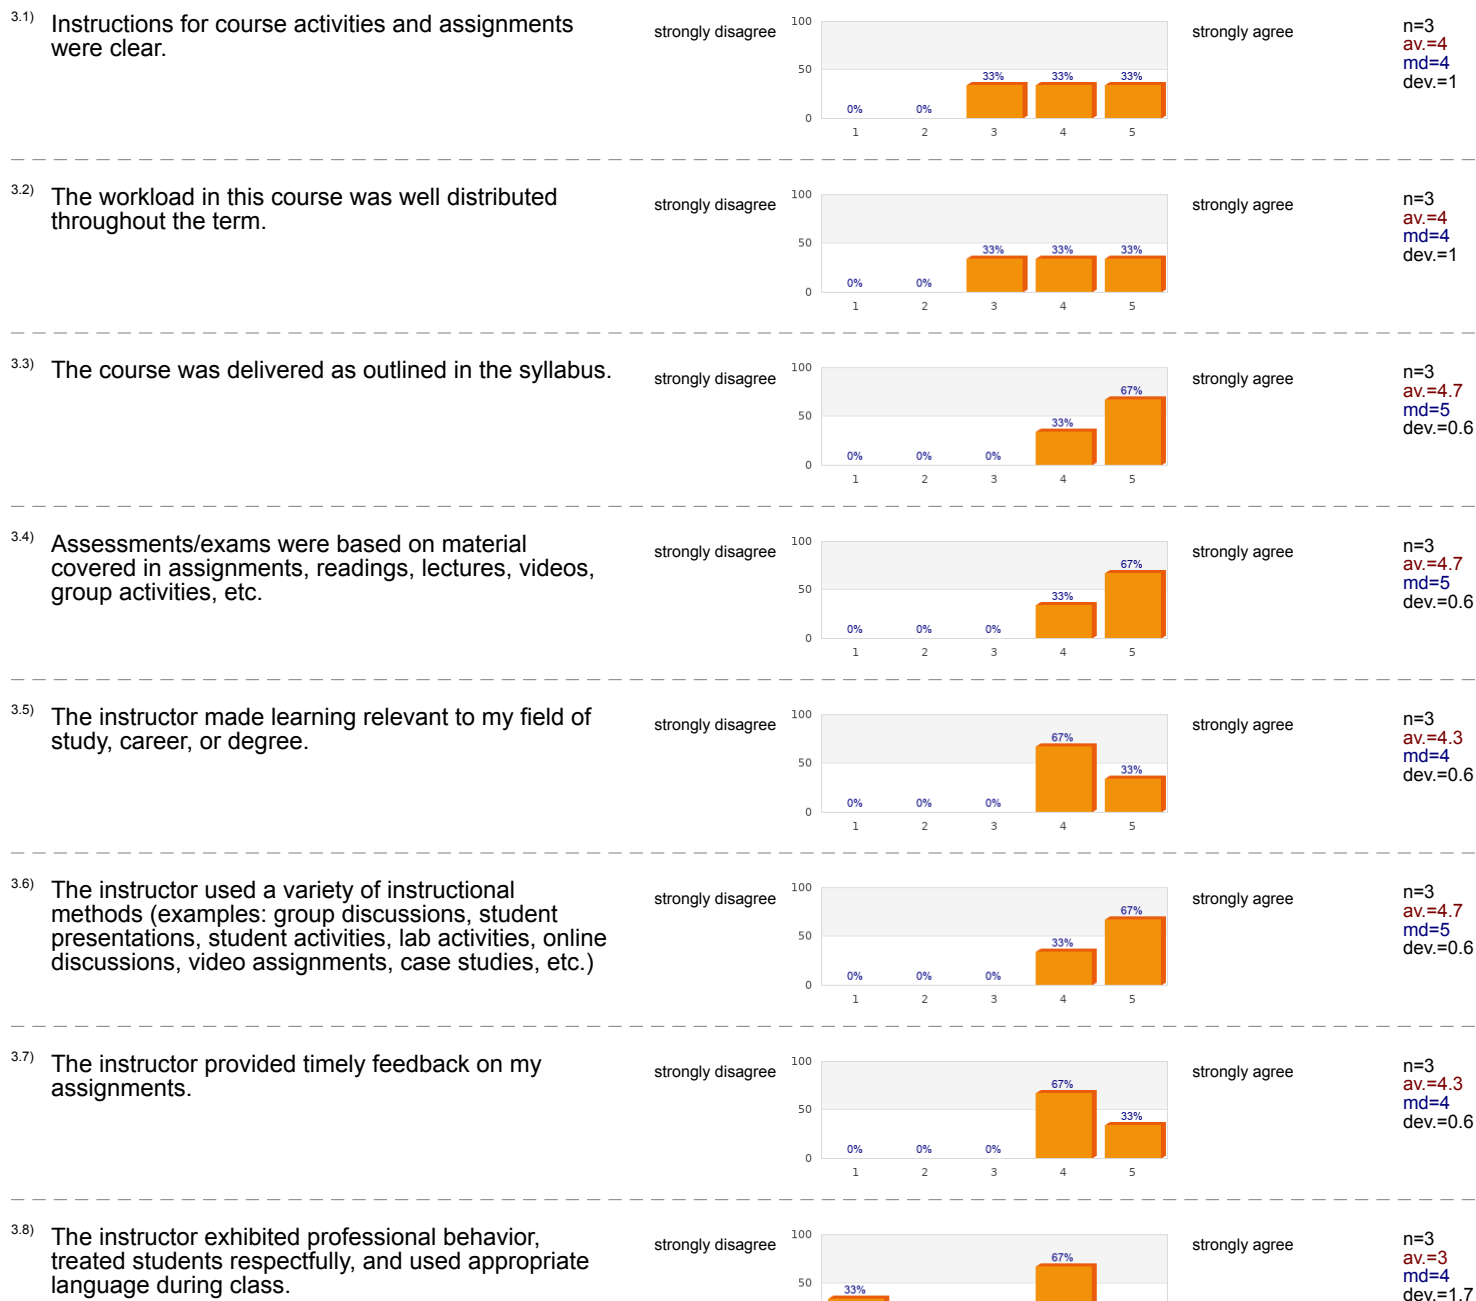 3.1) Instructions for course activities and assignments
were clear.
strongly disagree
100
50
0
0%
0%
33%
33%
33%
1 2 3 4 5
strongly agree
n=3
av.=4
md=4
dev.=1
3.2) The workload in this course was well distributed
throughout the term.
strongly disagree
100
50
0
0%
0%
33%
33%
33%
1 2 3 4 5
strongly agree
n=3
av.=4
md=4
dev.=1
3.3) The course was delivered as outlined in the syllabus.
strongly disagree
100
50
0
0%
0%
0%
33%
67%
1 2 3 4 5
strongly agree
n=3
av.=4.7
md=5
dev.=0.6
3.4) Assessments/exams were based on material
covered in assignments, readings, lectures, videos,
group activities, etc.
strongly disagree
100
50
0
0%
0%
0%
33%
67%
1 2 3 4 5
strongly agree
n=3
av.=4.7
md=5
dev.=0.6
3.5) The instructor made learning relevant to my field of
study, career, or degree.
strongly disagree
100
50
0
0%
0%
0%
67%
33%
1 2 3 4 5
strongly agree
n=3
av.=4.3
md=4
dev.=0.6
3.6) The instructor used a variety of instructional
methods (examples: group discussions, student
presentations, student activities, lab activities, online
discussions, video assignments, case studies, etc.)
strongly disagree
100
50
0
0%
0%
0%
33%
67%
1 2 3 4 5
strongly agree
n=3
av.=4.7
md=5
dev.=0.6
3.7) The instructor provided timely feedback on my
assignments.
strongly disagree
100
50
0
0%
0%
0%
67%
33%
1 2 3 4 5
strongly agree
n=3
av.=4.3
md=4
dev.=0.6
3.8) The instructor exhibited professional behavior,
treated students respectfully, and used appropriate
language during class.
strongly disagree
100
50
33%
67%
strongly agree
n=3
av.=3
md=4
dev.=1.7